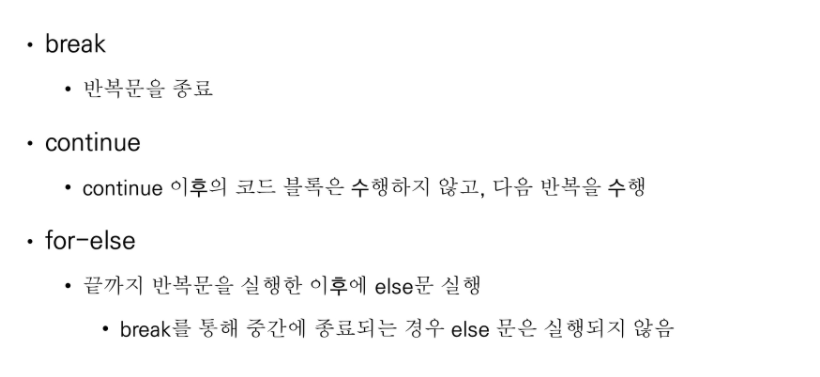 • break
• 반복문을 종료
• continue
• continue 이후의 코드 블록은 수행하지 않고, 다음 반복을 수행
• for-else
• 끝까지 반복문을 실행한 이후에 else문 실행
• break를 통해 중간에 종료되는 경우 else 문은 실행되지 않음